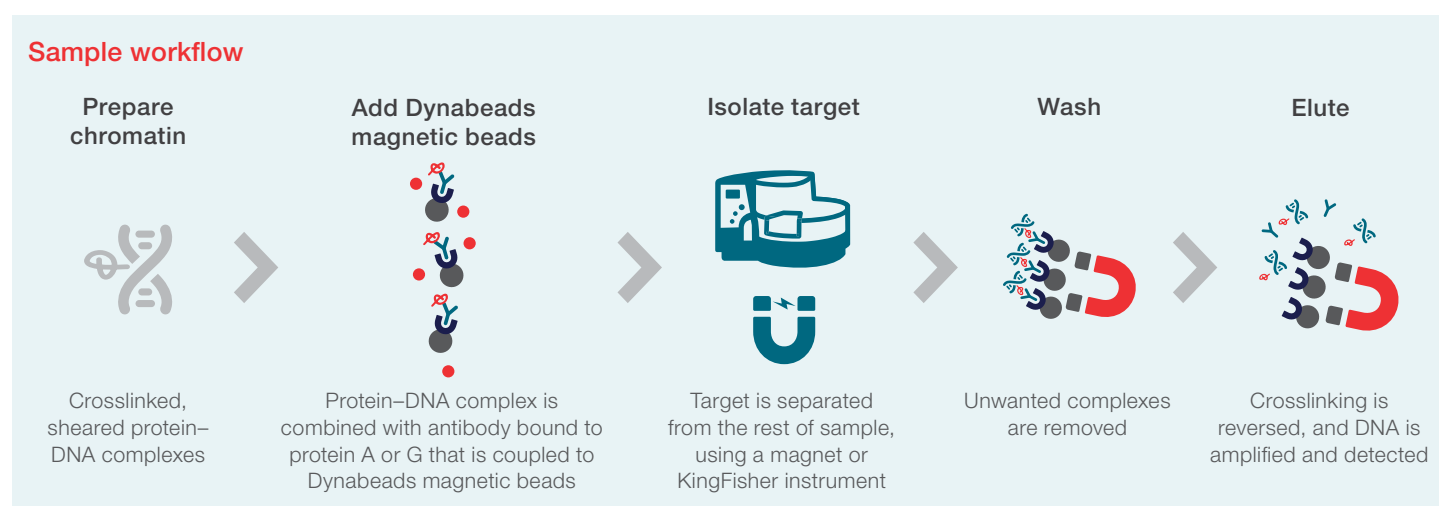 Sample workflow
Prepare
chromatin
Crosslinked,
sheared protein–
DNA complexes
Add Dynabeads
magnetic beads
Protein–DNA complex is
combined with antibody bound to
protein A or G that is coupled to
Dynabeads magnetic beads
Isolate target
Target is separated
from the rest of sample,
using a magnet or
KingFisher instrument
Wash
Unwanted complexes
are removed
Elute
Crosslinking is
reversed, and DNA is
amplified and detected